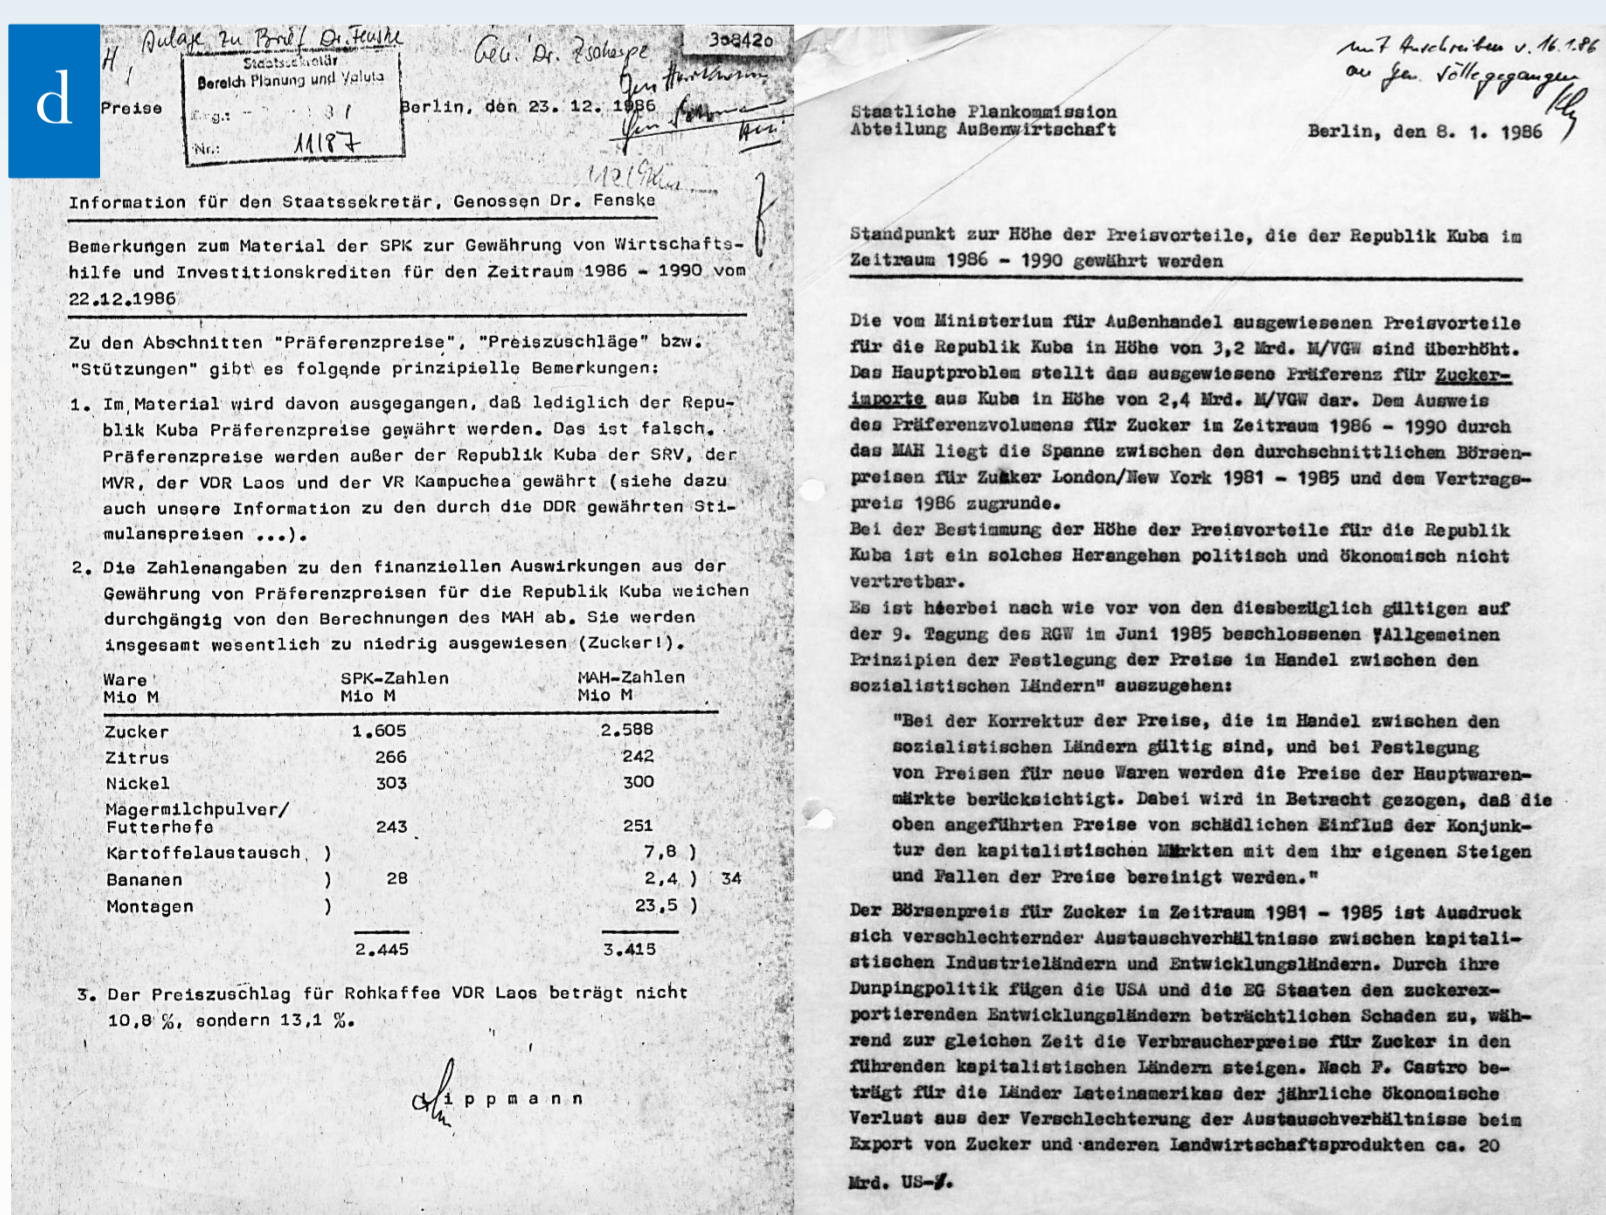 d
Anlage zu Brief Dr. Fenske
Gen. Dr. Zscherpe
308420
Staatssekretär
Bereich Planung und Valuta
Nr.: 11187
Preise
Berlin, den 23. 12. 1986
Information für den Staatssekretär, Genossen Dr. Fenske
Bemerkungen zum Material der SPK zur Gewährung von Wirtschafts-
hilfe und Investitionskrediten für den Zeitraum 1986 - 1990 vom
22.12.1986
Zu den Abschnitten "Präferenzpreise", "Preiszuschläge" bzw.
"Stützungen" gibt es folgende prinzipielle Bemerkungen:
1. Im Material wird davon ausgegangen, daß lediglich der Repu-
blik Kuba Präferenzpreise gewährt werden. Das ist falsch.
Präferenzpreise werden außer der Republik Kuba der SRV, der
MVR, der VDR Laos und der VR Kampuchea gewährt (siehe dazu
auch unsere Information zu den durch die DDR gewährten Sti-
mulanspreisen ...).
2. Die Zahlenangaben zu den finanziellen Auswirkungen aus der
Gewährung von Präferenzpreisen für die Republik Kuba weichen
durchgängig von den Berechnungen des MAH ab. Sie werden
insgesamt wesentlich zu niedrig ausgewiesen (Zucker!).
Ware SPK-Zahlen MAH-Zahlen
Mio M Mio M Mio M
Zucker 1.605 2.588
Zitrus 266 242
Nickel 303 300
Magermilchpulver/
Futterhefe 243 251
Kartoffelaustausch ) 7,8 )
Bananen ) 28 2,4 ) 34
Montagen ) 23,5 )
2.445 3.415
3. Der Preiszuschlag für Rohkaffee VDR Laos beträgt nicht
10,8 %, sondern 13,1 %.
Lippmann
mit Anschreiben v. 16.1.86
an Gen. Tölle gegangen
Staatliche Plankommission
Abteilung Außenwirtschaft
Berlin, den 8. 1. 1986
Standpunkt zur Höhe der Preisvorteile, die der Republik Kuba im
Zeitraum 1986 - 1990 gewährt werden
Die vom Ministerium für Außenhandel ausgewiesenen Preisvorteile
für die Republik Kuba in Höhe von 3,2 Mrd. M/VGW sind überhöht.
Das Hauptproblem stellt das ausgewiesene Präferenz für Zucker-
importe aus Kuba in Höhe von 2,4 Mrd. M/VGW dar. Dem Ausweis
des Präferenzvolumens für Zucker im Zeitraum 1986 - 1990 durch
das MAH liegt die Spanne zwischen den durchschnittlichen Börsen-
preisen für Zucker London/New York 1981 - 1985 und dem Vertrags-
preis 1986 zugrunde.
Bei der Bestimmung der Höhe der Preisvorteile für die Republik
Kuba ist ein solches Herangehen politisch und ökonomisch nicht
vertretbar.
Es ist hierbei nach wie vor von den diesbezüglich gültigen auf
der 9. Tagung des RGW im Juni 1985 beschlossenen "Allgemeinen
Prinzipien der Festlegung der Preise im Handel zwischen den
sozialistischen Ländern" auszugehen:
"Bei der Korrektur der Preise, die im Handel zwischen den
sozialistischen Ländern gültig sind, und bei Festlegung
von Preisen für neue Waren werden die Preise der Hauptwaren-
märkte berücksichtigt. Dabei wird in Betracht gezogen, daß die
oben angeführten Preise von schädlichen Einfluß der Konjunk-
tur den kapitalistischen Märkten mit dem ihr eigenen Steigen
und Fallen der Preise bereinigt werden."
Der Börsenpreis für Zucker im Zeitraum 1981 - 1985 ist Ausdruck
sich verschlechternder Austauschverhältnisse zwischen kapitali-
stischen Industrieländern und Entwicklungsländern. Durch ihre
Dunpingpolitik fügen die USA und die EG Staaten den zuckerex-
portierenden Entwicklungsländern beträchtlichen Schaden zu, wäh-
rend zur gleichen Zeit die Verbraucherpreise für Zucker in den
führenden kapitalistischen Ländern steigen. Nach F. Castro be-
trägt für die Länder Lateinamerikas der jährliche ökonomische
Verlust aus der Verschlechterung der Austauschverhältnisse beim
Export von Zucker und anderen Landwirtschaftsprodukten ca. 20
Mrd. US-$.